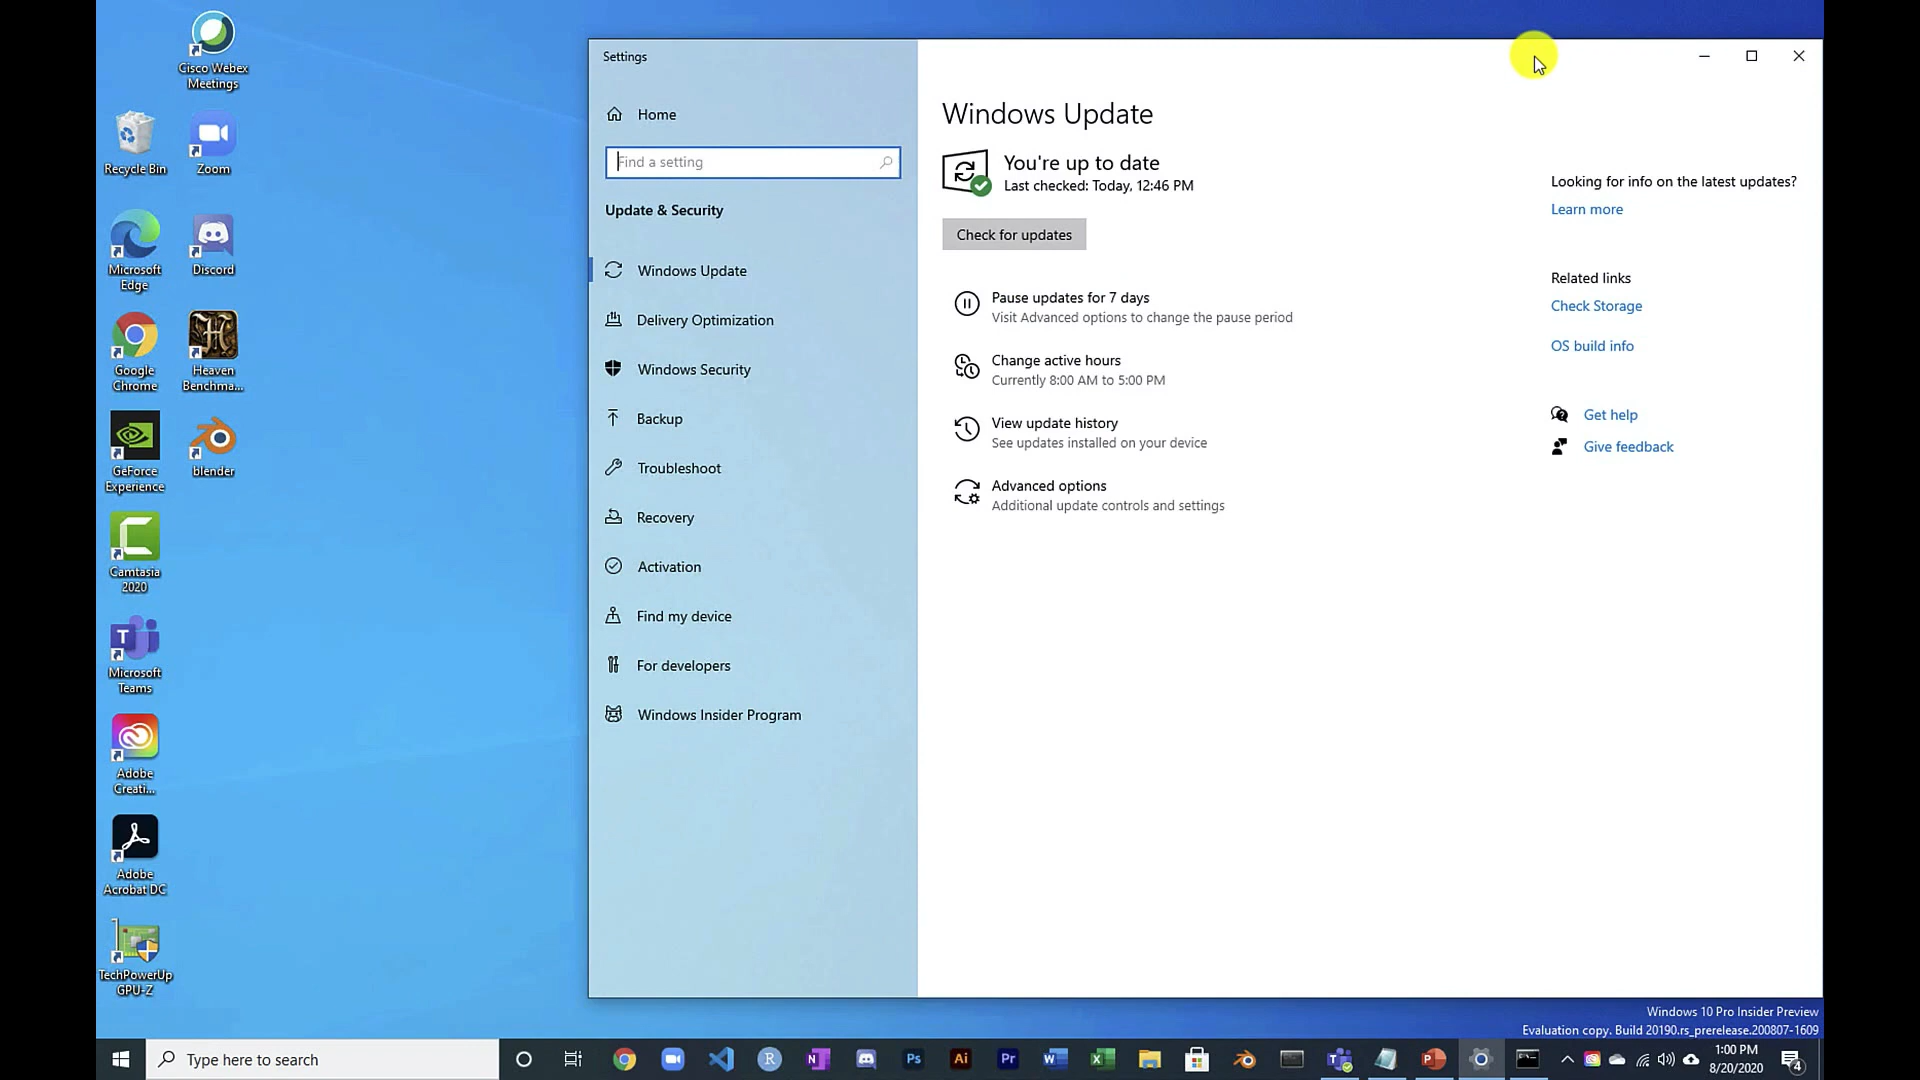 Cisco Webex
Meetings
Recycle Bin
Zoom
Microsoft
Edge
Discord
Google
Chrome
Heaven
Benchma...
GeForce
Experience
blender
Camtasia
2020
Microsoft
Teams
Adobe
Creati...
Adobe
Acrobat DC
TechPowerUp
GPU-Z
Settings
Home
Find a setting
Update & Security
Windows Update
Delivery Optimization
Windows Security
Backup
Troubleshoot
Recovery
Activation
Find my device
For developers
Windows Insider Program
Windows Update
You're up to date
Last checked: Today, 12:46 PM
Check for updates
Pause updates for 7 days
Visit Advanced options to change the pause period
Change active hours
Currently 8:00 AM to 5:00 PM
View update history
See updates installed on your device
Advanced options
Additional update controls and settings
Looking for info on the latest updates?
Learn more
Related links
Check Storage
OS build info
Get help
Give feedback
Windows 10 Pro Insider Preview
Evaluation copy. Build 20190.rs_prerelease.200807-1609
Type here to search
1:00 PM
8/20/2020
4